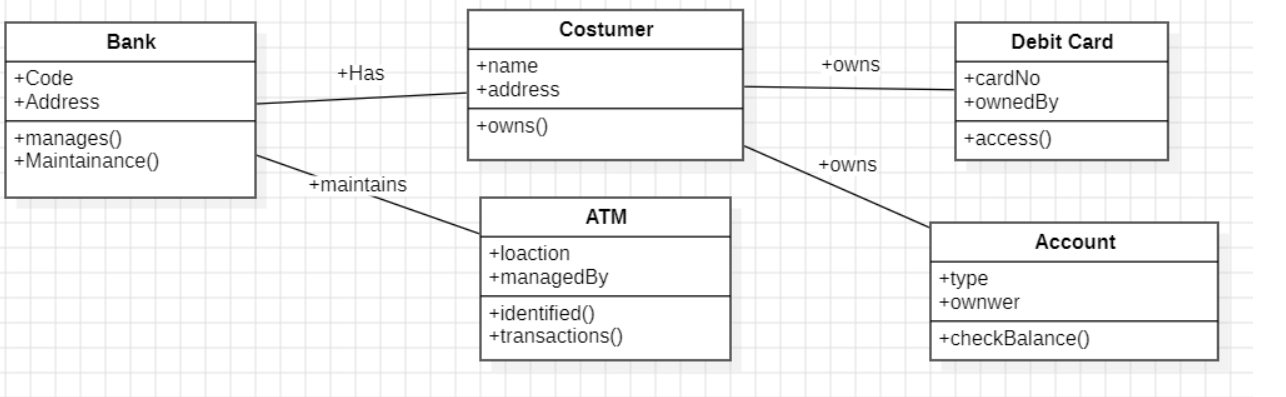 Bank
+Code
+Address
+manages()
+Maintainance()
+Has
Costumer
+name
+address
+owns()
+owns
Debit Card
+cardNo
+ownedBy
+access()
+maintains
ATM
+loaction
+managedBy
+identified()
+transactions()
+owns
Account
+type
+ownwer
+checkBalance()